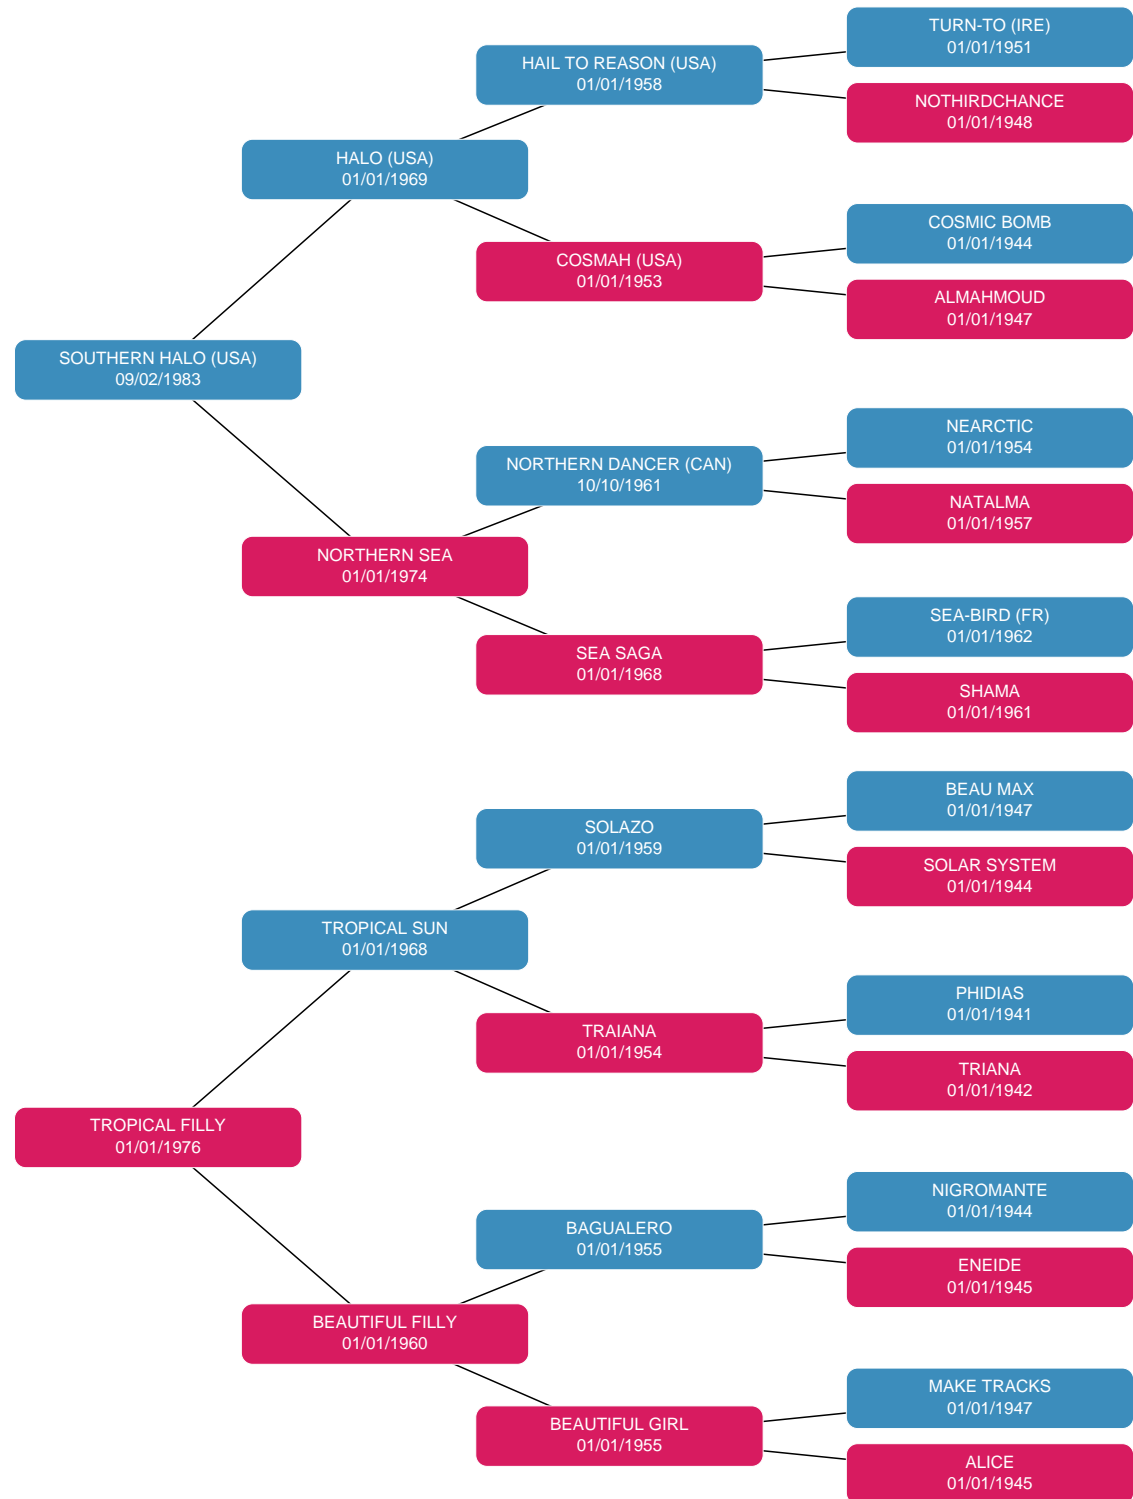 TURN-TO (IRE)
01/01/1951
HAIL TO REASON (USA)
01/01/1958
NOTHIRDCHANCE
01/01/1948
HALO (USA)
01/01/1969
COSMIC BOMB
01/01/1944
COSMAH (USA)
01/01/1953
ALMAHMOUD
01/01/1947
SOUTHERN HALO (USA)
09/02/1983
NEARCTIC
01/01/1954
NORTHERN DANCER (CAN)
10/10/1961
NATALMA
01/01/1957
NORTHERN SEA
01/01/1974
SEA-BIRD (FR)
01/01/1962
SEA SAGA
01/01/1968
SHAMA
01/01/1961
BEAU MAX
01/01/1947
SOLAZO
01/01/1959
SOLAR SYSTEM
01/01/1944
TROPICAL SUN
01/01/1968
PHIDIAS
01/01/1941
TRAIANA
01/01/1954
TRIANA
01/01/1942
TROPICAL FILLY
01/01/1976
NIGROMANTE
01/01/1944
BAGUALERO
01/01/1955
ENEIDE
01/01/1945
BEAUTIFUL FILLY
01/01/1960
MAKE TRACKS
01/01/1947
BEAUTIFUL GIRL
01/01/1955
ALICE
01/01/1945